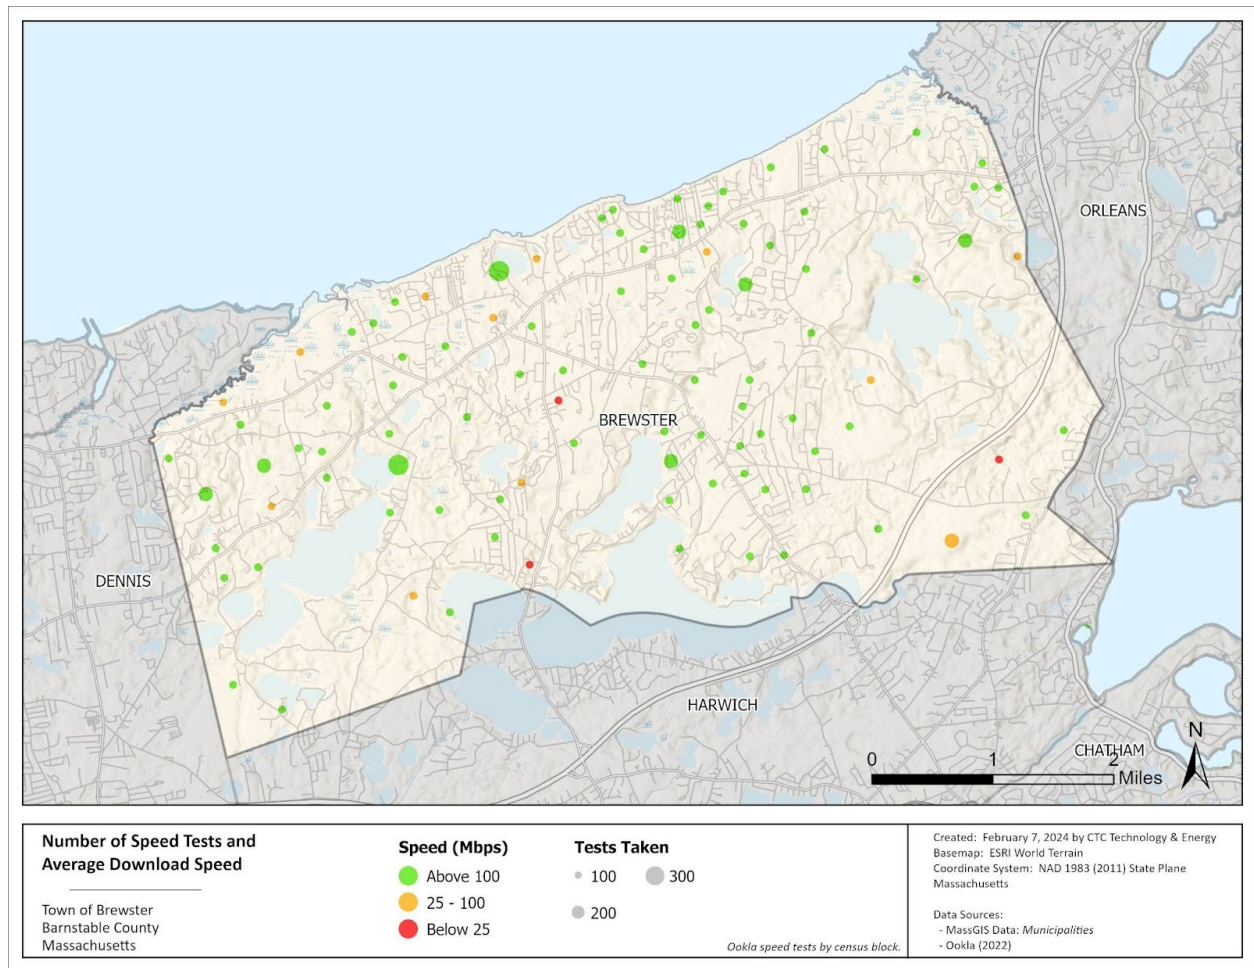 ORLEANS
BREWSTER
DENNIS
HARWICH
CHATHAM
N
0 1 2
Miles
Number of Speed Tests and
Average Download Speed
Town of Brewster
Barnstable County
Massachusetts
Speed (Mbps)
Above 100
25 - 100
Below 25
Tests Taken
100 300
200
Ookla speed tests by census block.
Created: February 7, 2024 by CTC Technology & Energy
Basemap: ESRI World Terrain
Coordinate System: NAD 1983 (2011) State Plane
Massachusetts
Data Sources:
- MassGIS Data: Municipalities
- Ookla (2022)